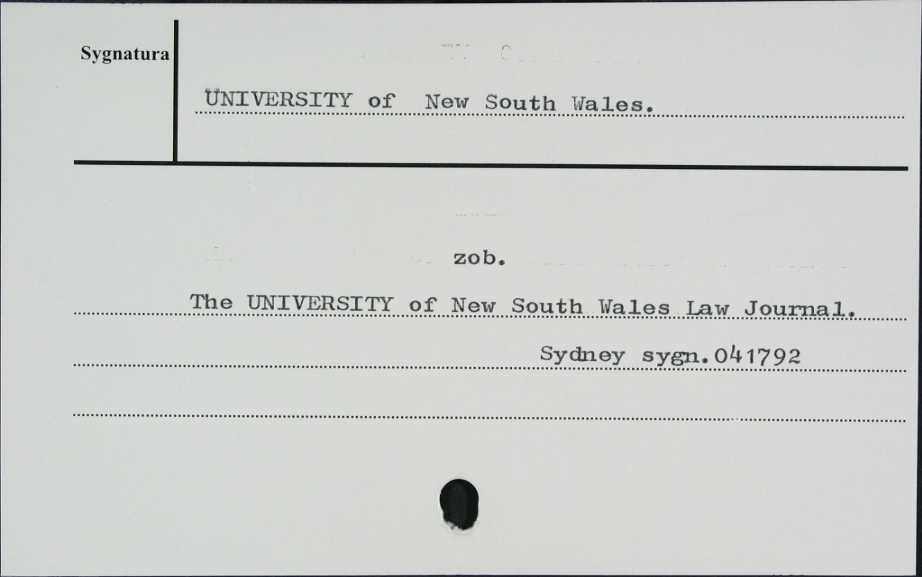 Sygnatura
UNIVERSITY of New South Wales.
zob.
The UNIVERSITY of New South Wales Law Journal.
Sydney sygn.041792